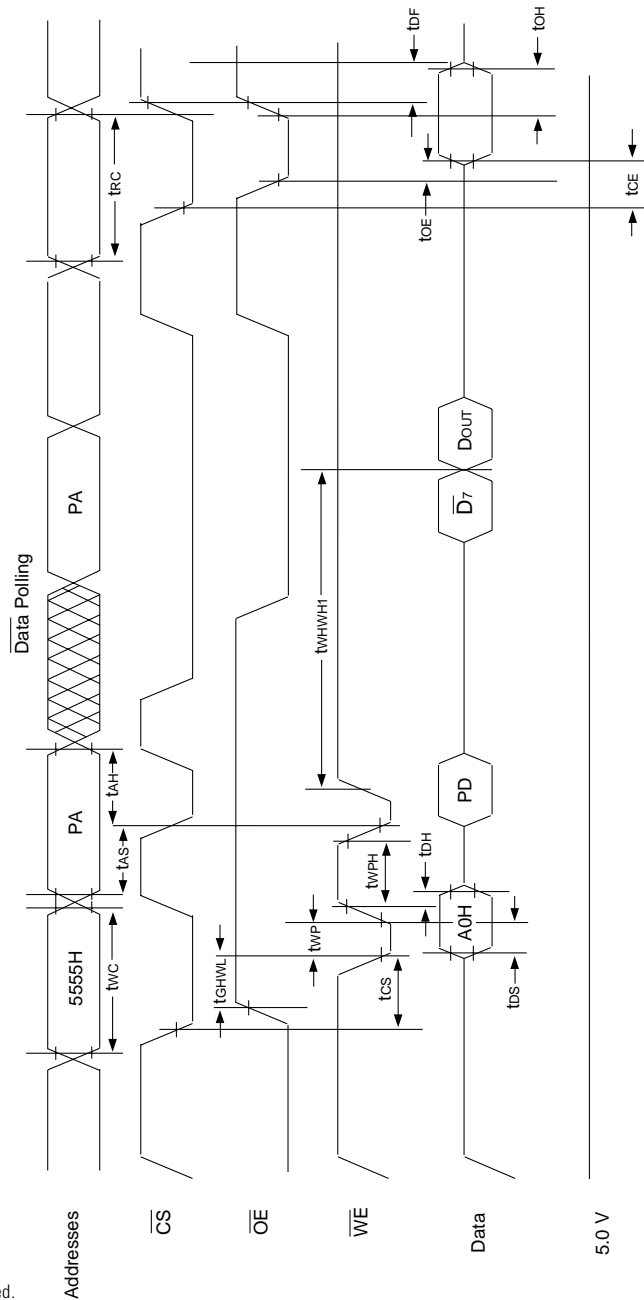 Data Polling
Addresses
5555H
PA
PA
tWC
tAS
tAH
tRC
CS
OE
tGHWL
WE
tCS
tWP
tWPH
tWHWH1
tDF
Data
A0H
PD
D7
DOUT
tDS
tDH
tOE
tOH
tCE
5.0 V
ed.